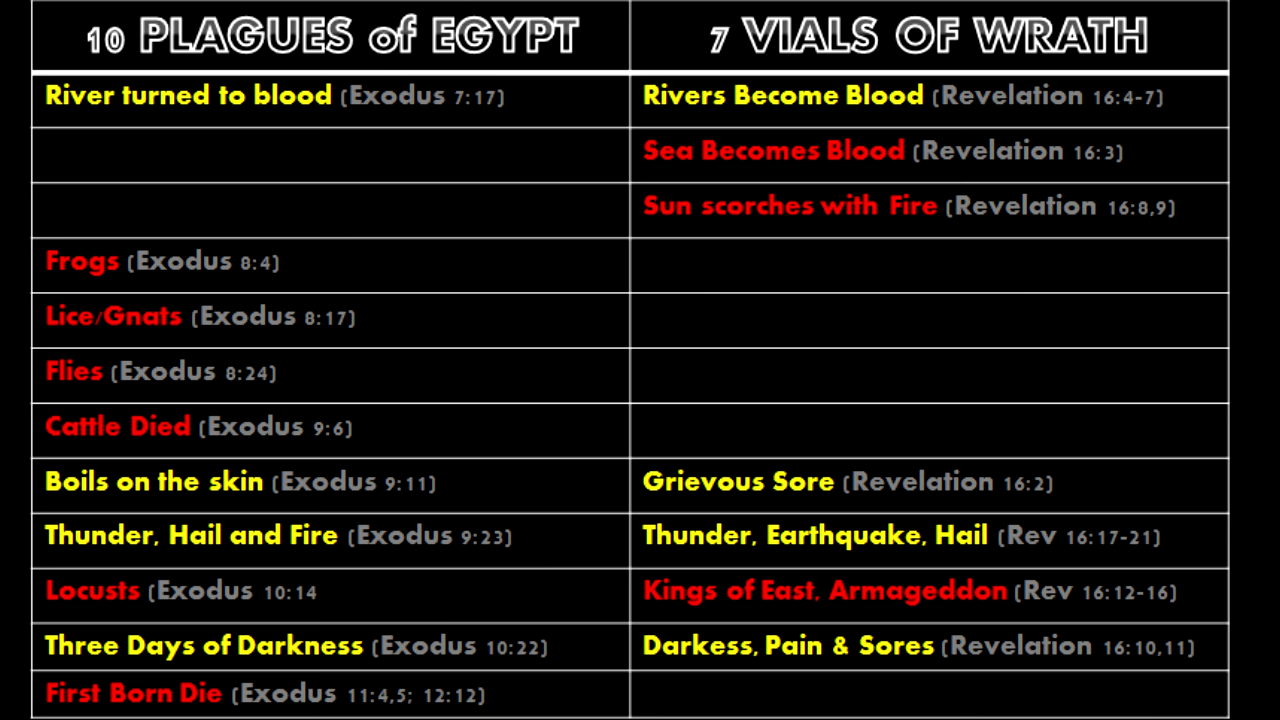 10 PLAGUES of EGYPT
7 VIALS OF WRATH
River turned to blood (Exodus 7:17)
Rivers Become Blood (Revelation 16:4-7)
Sea Becomes Blood (Revelation 16:3)
Sun scorches with Fire (Revelation 16:8,9)
Frogs (Exodus 8:4)
Lice/Gnats (Exodus 8:17)
Flies (Exodus 8:24)
Cattle Died (Exodus 9:6)
Boils on the skin (Exodus 9:11)
Grievous Sore (Revelation 16:2)
Thunder, Hail and Fire (Exodus 9:23)
Thunder, Earthquake, Hail (Rev 16:17-21)
Locusts (Exodus 10:14
Kings of East, Armageddon (Rev 16:12-16)
Three Days of Darkness (Exodus 10:22)
Darkess, Pain & Sores (Revelation 16:10,11)
First Born Die (Exodus 11:4,5; 12:12)